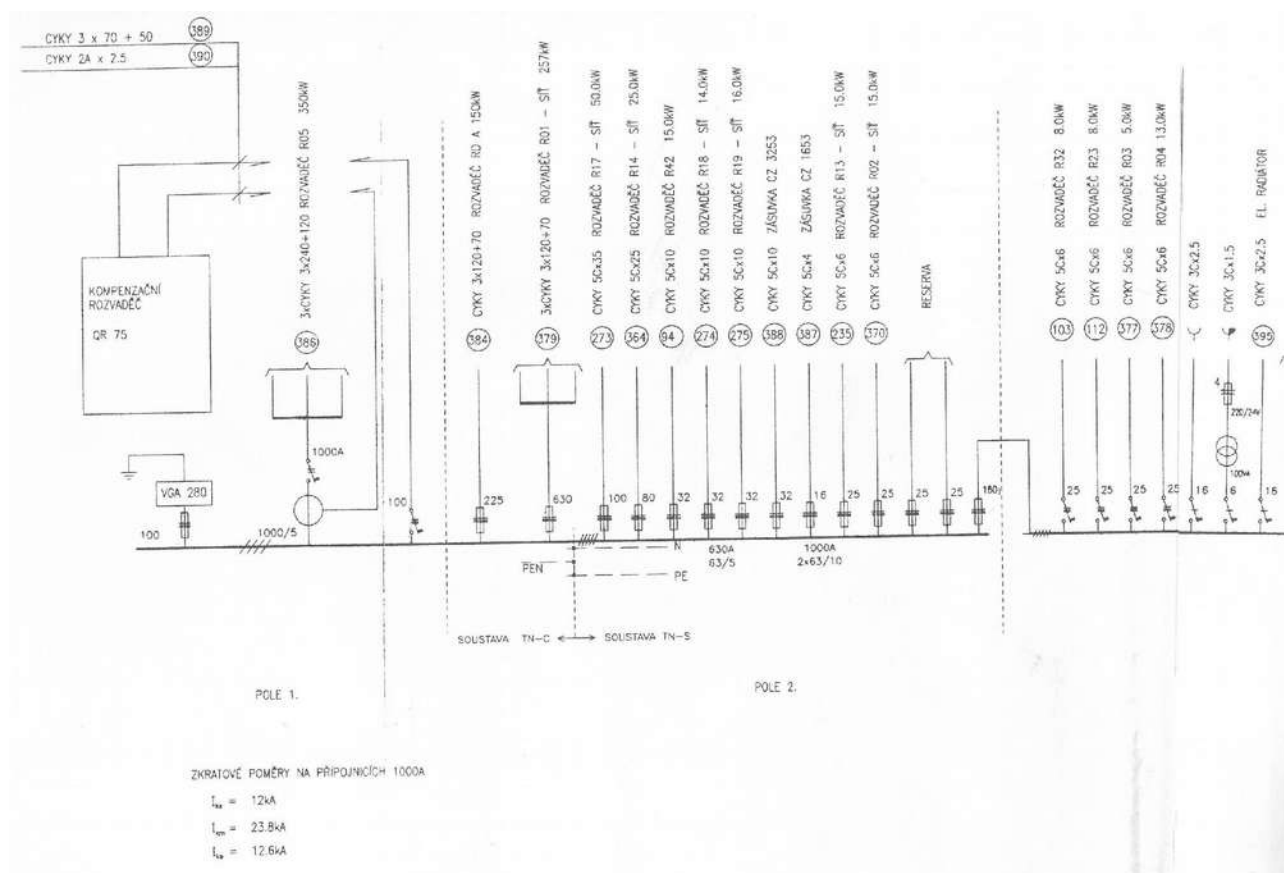 CYKY 3 x 70 + 50
389
CYKY 2A x 2.5
390
KOMPENZAČNÍ
ROZVADĚČ
QR 75
3xCYKY 3x240+120 ROZVADĚČ R05 350kW
386
CYKY 3x120+70 ROZVADĚČ RD A 150kW
384
3xCYKY 3x120+70 ROZVADĚČ R01 - SÍŤ 257kW
379
CYKY 5Cx35 ROZVADĚČ R17 - SÍŤ 50.0kW
273
CYKY 5Cx25 ROZVADĚČ R14 - SÍŤ 25.0kW
364
CYKY 5Cx10 ROZVADĚČ R42 15.0kW
94
CYKY 5Cx10 ROZVADĚČ R18 - SÍŤ 14.0kW
274
CYKY 5Cx10 ROZVADĚČ R19 - SÍŤ 16.0kW
275
CYKY 5Cx10 ZÁSUVKA CZ 3253
388
CYKY 5Cx4 ZÁSUVKA CZ 1653
387
CYKY 5Cx6 ROZVADĚČ R13 - SÍŤ 15.0kW
235
CYKY 5Cx6 ROZVADĚČ R02 - SÍŤ 15.0kW
370
RESERVA
CYKY 5Cx6 ROZVADĚČ R32 8.0kW
103
CYKY 5Cx6 ROZVADĚČ R23 8.0kW
112
CYKY 5Cx6 ROZVADĚČ R03 5.0kW
377
CYKY 5Cx6 ROZVADĚČ R04 13.0kW
378
CYKY 3Cx2.5
CYKY 3Cx1.5
CYKY 3Cx2.5 EL. RADIÁTOR
395
4
220/24V
100VA
1000A
VGA 280
100
1000/5
100
225
630
100
80
32
32
32
32
16
25
25
25
25
160
25
25
25
25
16
6
16
N
630A
1000A
PEN
63/5
2x63/10
PE
SOUSTAVA TN-C
SOUSTAVA TN-S
POLE 1.
POLE 2.
ZKRATOVÉ POMĚRY NA PŘÍPOJNICÍCH 1000A
= 12kA
= 23.8kA
= 12.6kA